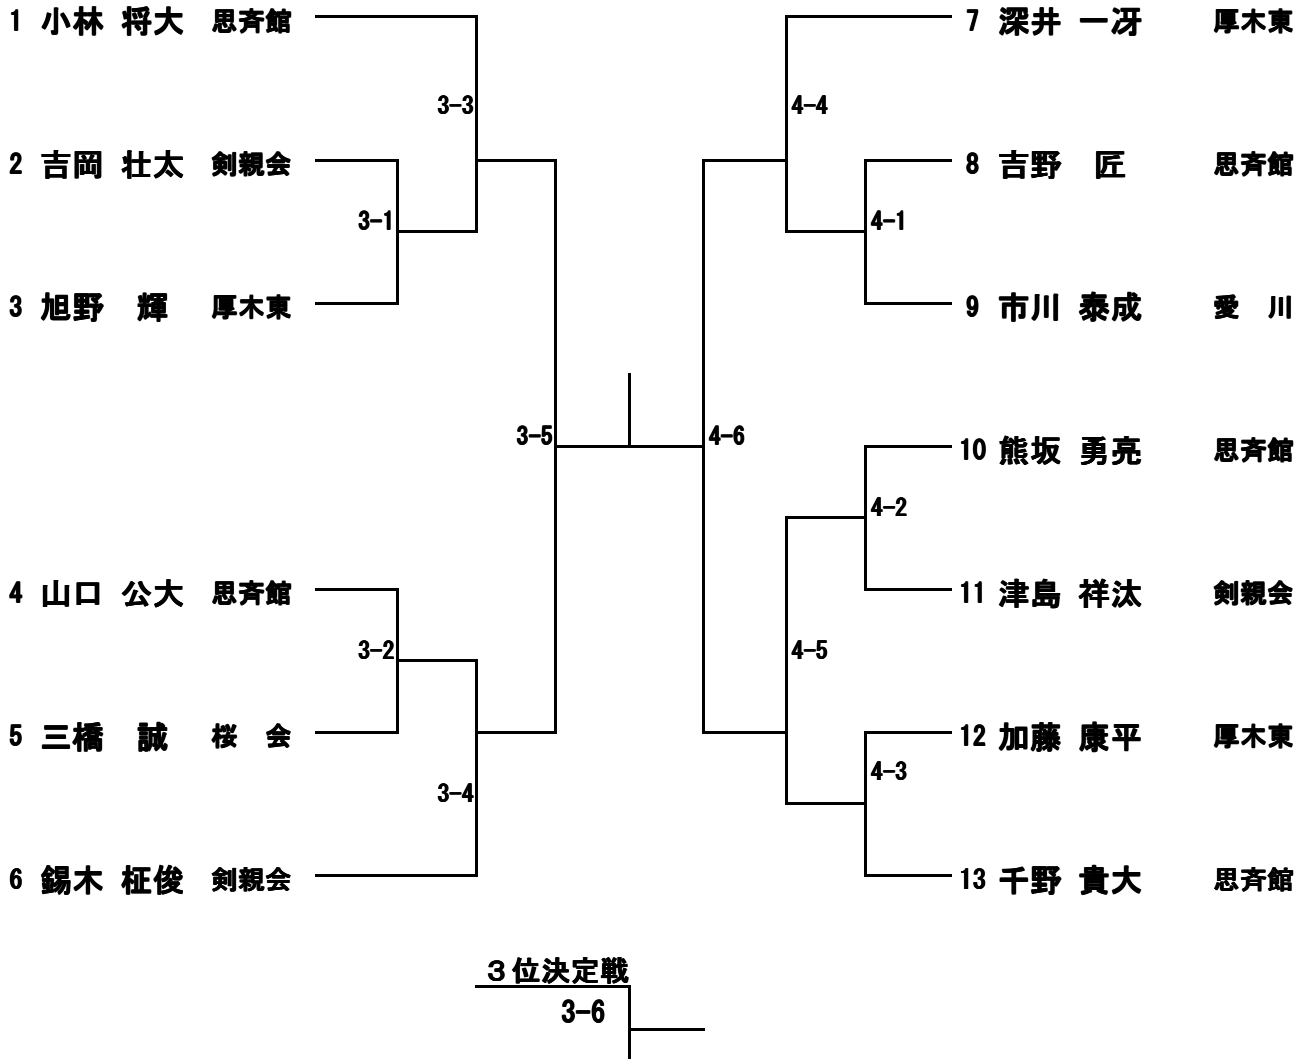 1 小林 将大 思斉館
3-3
2 吉岡 壮太 剣親会
3-1
3 旭野 輝 厚木東
3-5
4 山口 公大 思斉館
3-2
5 三橋 誠 桜 会
3-4
6 錫木 柾俊 剣親会
7 深井 一冴 厚木東
4-4
8 吉野 匠 思斉館
4-1
9 市川 泰成 愛 川
4-6
10 熊坂 勇亮 思斉館
4-2
11 津島 祥汰 剣親会
4-5
12 加藤 康平 厚木東
4-3
13 千野 貴大 思斉館
３位決定戦
3-6